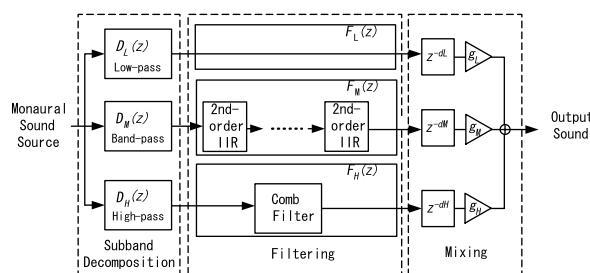 F_L(z)
D_L(z)
Low-pass
z^-dL
g_L
Monaural
Sound
Source
D_M(z)
Band-pass
F_M(z)
2nd-
order
IIR
······
2nd-
order
IIR
z^-dM
g_M
Output
Sound
D_H(z)
High-pass
F_H(z)
Comb
Filter
z^-dH
g_H
Subband
Decomposition
Filtering
Mixing